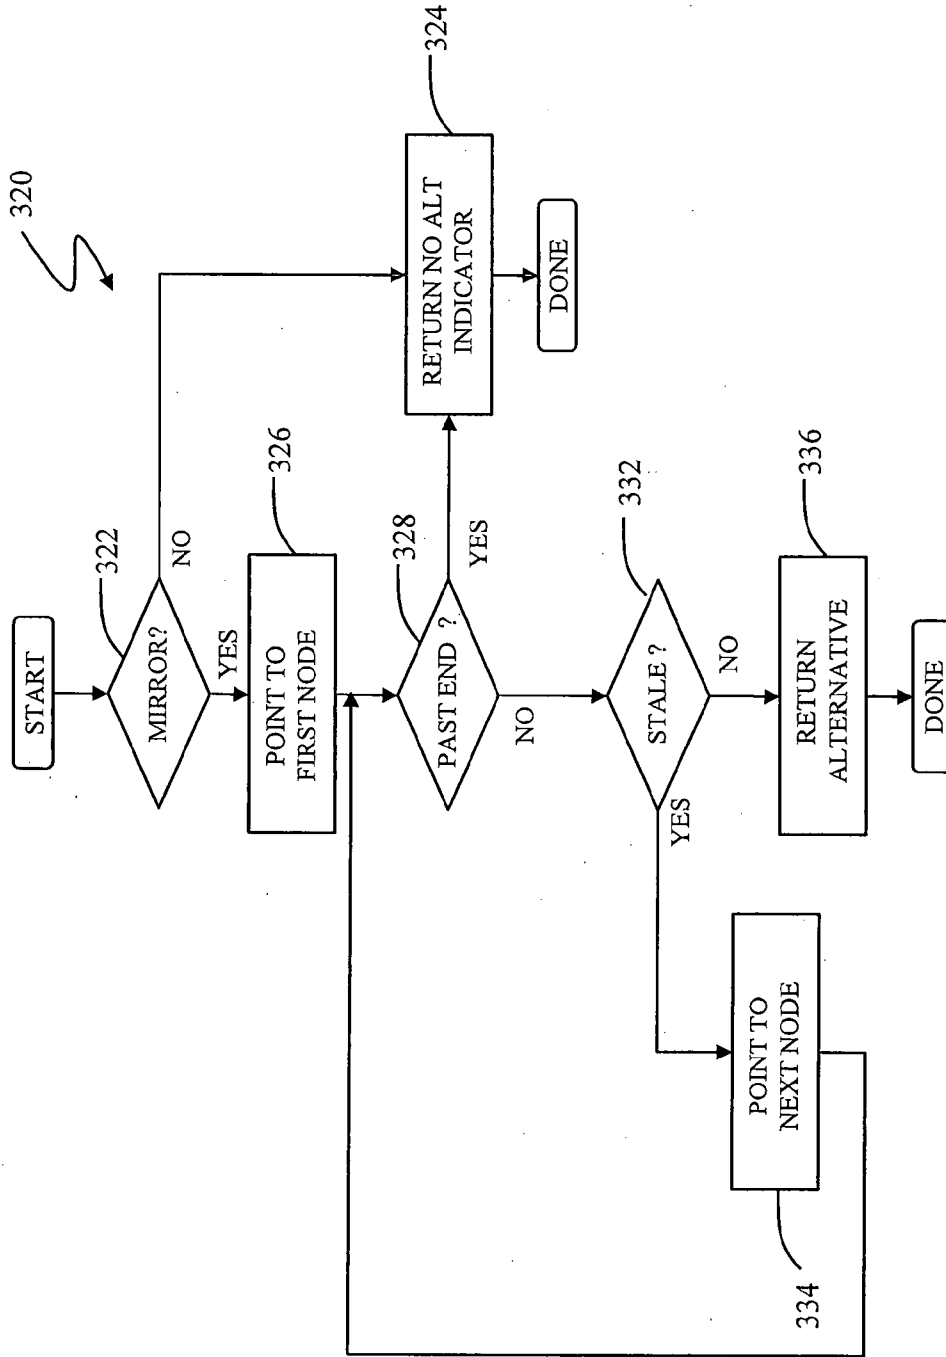 320
START
322
MIRROR?
NO
YES
326
POINT TO
FIRST NODE
324
RETURN NO ALT
INDICATOR
DONE
328
PAST END ?
YES
NO
332
STALE ?
YES
NO
POINT TO
NEXT NODE
334
336
RETURN
ALTERNATIVE
DONE